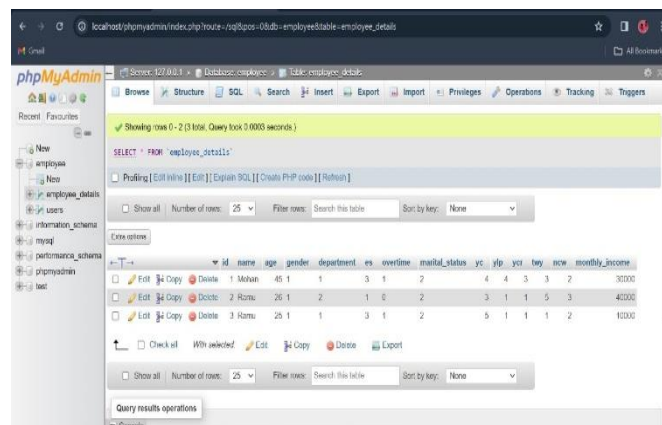 localhost/phpmyadmin/index.php?route=/sql&pos=0&db=employee&table=employee_details
Gmail
All Bookmark
phpMyAdmin
Recent Favourites
New
employee
New
employee_details
users
information_schema
mysql
performance_schema
phpmyadmin
test
Server: 127.0.0.1 » Database: employee » Table: employee_details
Browse Structure SQL Search Insert Export Import Privileges Operations Tracking Triggers
Showing rows 0 - 2 (3 total, Query took 0.0003 seconds.)
SELECT * FROM `employee_details`
Profiling [ Edit inline ] [ Edit ] [ Explain SQL ] [ Create PHP code ] [ Refresh ]
Show all Number of rows: 25 Filter rows: Search this table Sort by key: None
Extra options
id name age gender department es overtime marital_status yc ylp ycr twy ncw monthly_income
Edit Copy Delete 1 Mohan 45 1 1 3 1 2 4 4 3 3 2 30000
Edit Copy Delete 2 Ramu 26 1 2 1 0 2 3 1 1 5 3 40000
Edit Copy Delete 3 Ramu 25 1 1 3 1 2 5 1 1 1 2 10000
Check all With selected: Edit Copy Delete Export
Show all Number of rows: 25 Filter rows: Search this table Sort by key: None
Query results operations